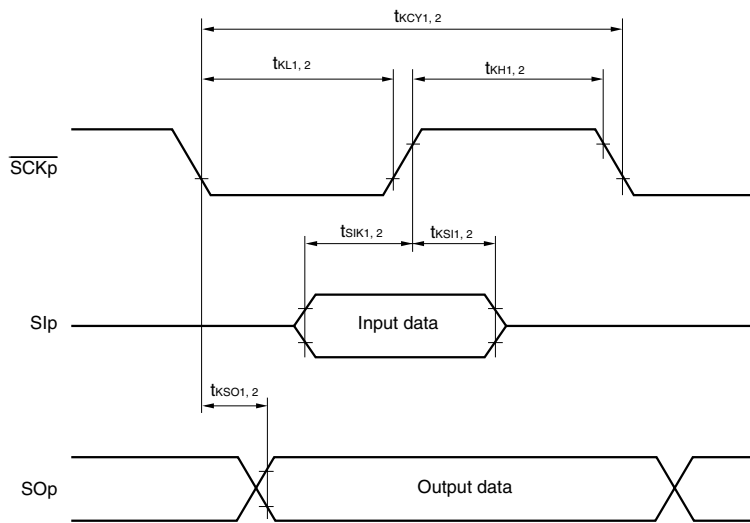 tKCY1, 2
tKL1, 2
tKH1, 2
SCKp
tSIK1, 2
tKSI1, 2
SIp
Input data
tKSO1, 2
SOp
Output data